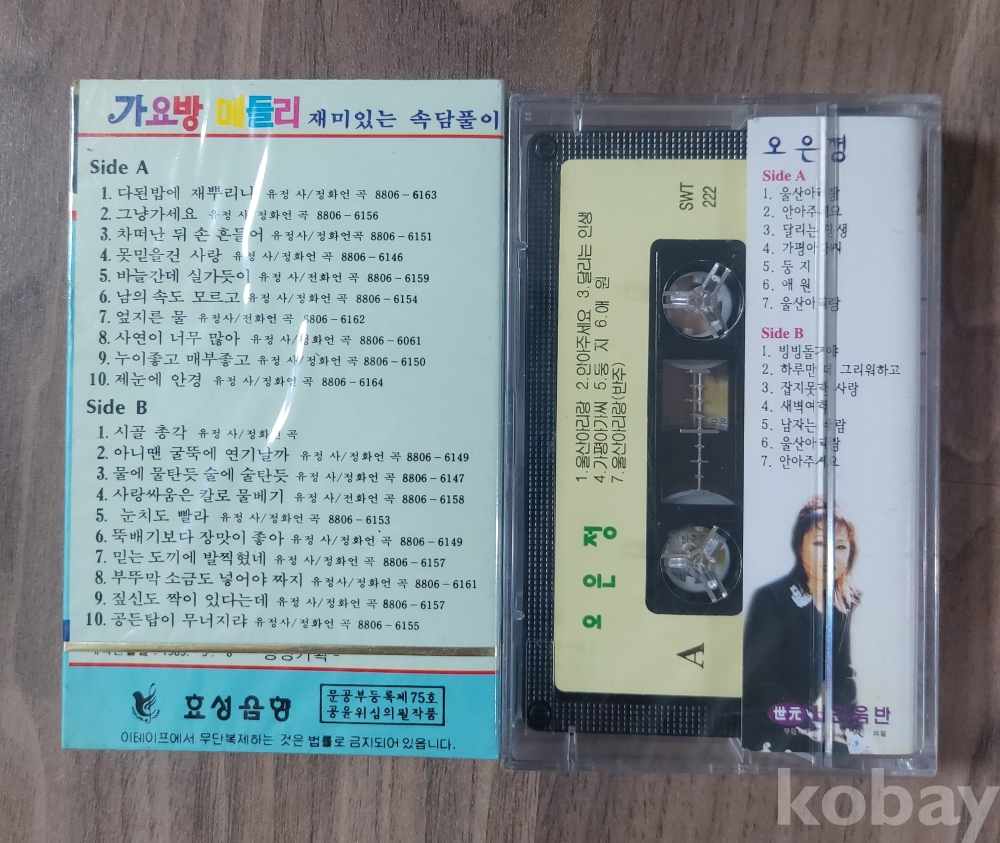 가요방 메들리 재미있는 속담풀이
Side A
1. 다된밥에 재뿌리니 유정 사/정화언 곡 8806-6163
2. 그냥가세요 유정 사/정화언 곡 8806-6156
3. 차떠난 뒤 손 흔들어 유정 사/정화언곡 8806-6151
4. 못믿을건 사랑 유정 사/정화언 곡 8806-6146
5. 바늘간데 실가듯이 유정 사/전화언 곡 8806-6159
6. 남의 속도 모르고 유정 사/전화언 곡 8806-6154
7. 엎지른 물 유정사/전화언 곡 8806-6162
8. 사연이 너무 많아 유정 사/정화언 곡 8806-6061
9. 누이좋고 매부좋고 유정 사/정화언 곡 8806-6150
10. 제눈에 안경 유정 사/정화언 곡 8806-6164
Side B
1. 시골 총각 유정 사/정화언 곡
2. 아니땐 굴뚝에 연기날까 유정 사/정화언 곡 8806-6149
3. 물에 물탄듯 술에 술탄듯 유정 사/정화언 곡 8806-6147
4. 사랑싸움은 칼로 물베기 유정 사/전화언 곡 8806-6158
5. 눈치도 빨라 유정 사/정화언 곡 8806-6153
6. 뚝배기보다 장맛이 좋아 유정 사/정화언 곡 8806-6149
7. 믿는 도끼에 발찍혔네 유정 사/정화언 곡 8806-6157
8. 부뚜막 소금도 넣어야 짜지 유정 사/정화언 곡 8806-6161
9. 짚신도 짝이 있다는데 유정 사/정화언 곡 8806-6157
10. 공든탑이 무너지랴 유정사/정화언 곡 8806-6155
효성음향
문공부등록제75호
공윤위심의필작품
이테이프에서 무단복제하는 것은 법률로 금지되어 있읍니다.
SWT
222
1.울산아리랑 2.안아주세요 3.달리는 인생
4.가평아가씨 5.둥 지 6.애 원
7.울산아리랑(반주)
오 은 정
A
오 은 정
Side A
1. 울산아리랑
2. 안아주세요
3. 달리는 인생
4. 가평아가씨
5. 둥 지
6. 애 원
7. 울산아리랑
Side B
1. 빙빙돌아야
2. 하루만 더 그리워하고
3. 잡지못한 사랑
4. 새벽여
5. 남자는 바람
6. 울산아리랑
7. 안아주세요
世元 음반
kobay